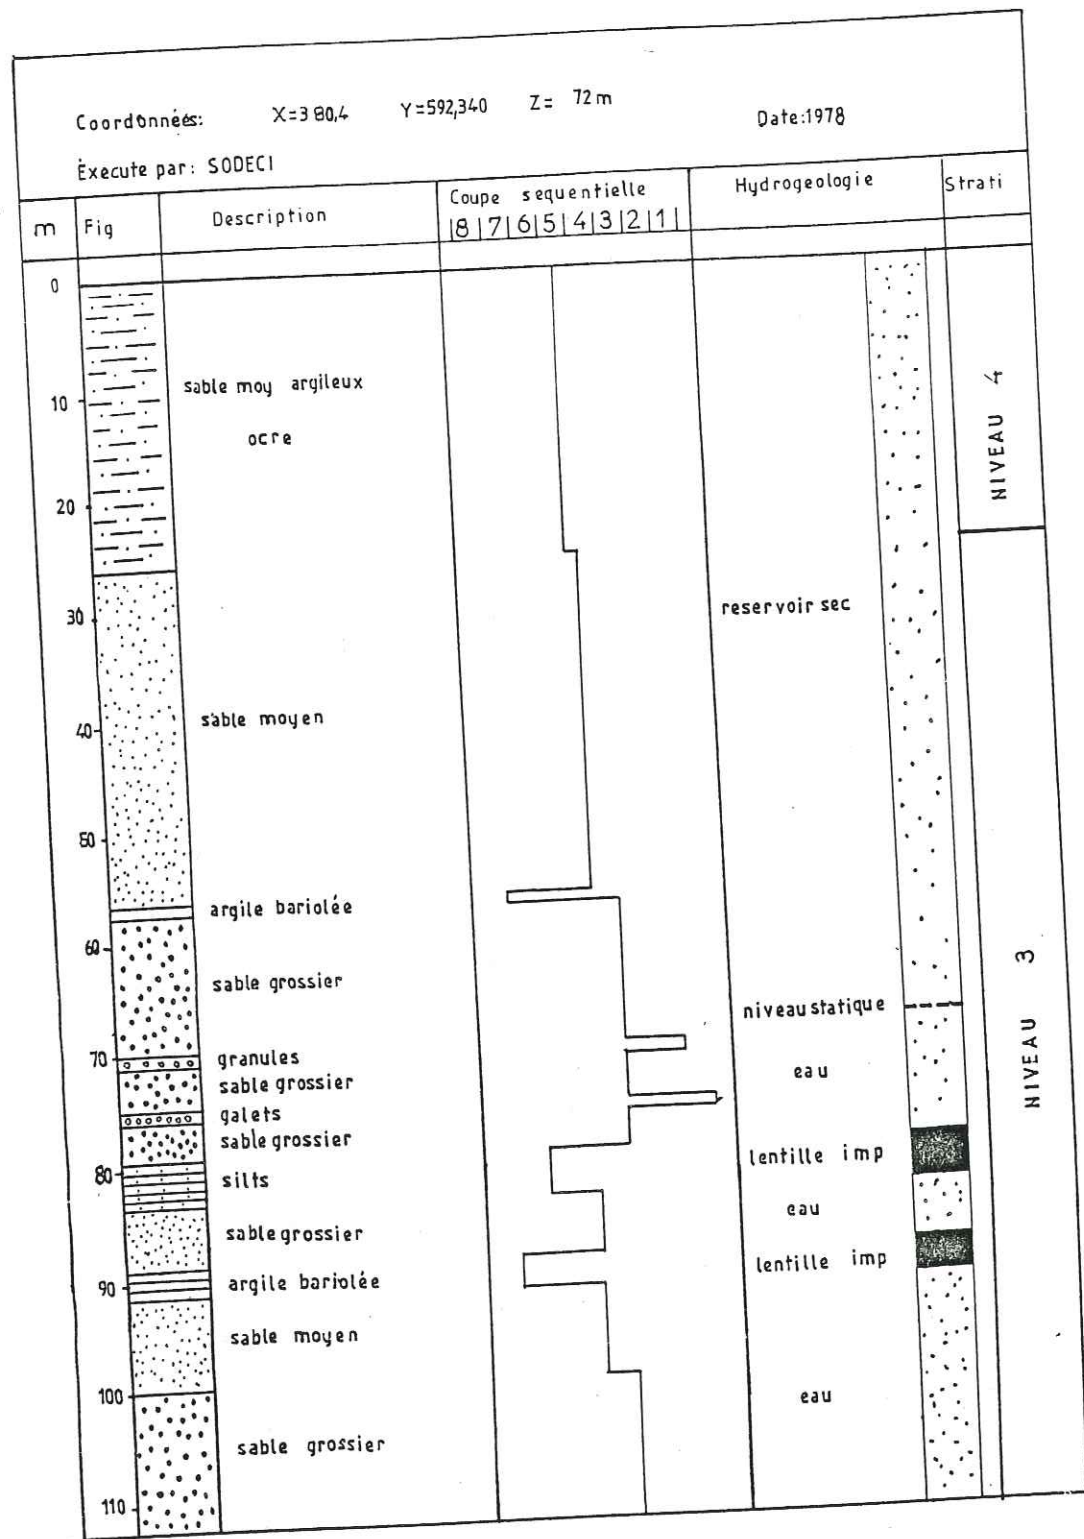 Coordonnées: X=380,4 Y=592,340 Z= 72m
Date:1978
Éxecute par: SODECI
m Fig Description Coupe sequentielle Hydrogeologie Strati
|8|7|6|5|4|3|2|1|
0
sable moy argileux
10
ocre
NIVEAU 4
20
30
reservoir sec
sable moyen
40
50
argile bariolée
60
sable grossier
niveau statique
NIVEAU 3
70
granules
sable grossier
eau
galets
sable grossier
lentille imp
80
silts
eau
sable grossier
lentille imp
90
argile bariolée
sable moyen
100
eau
sable grossier
110